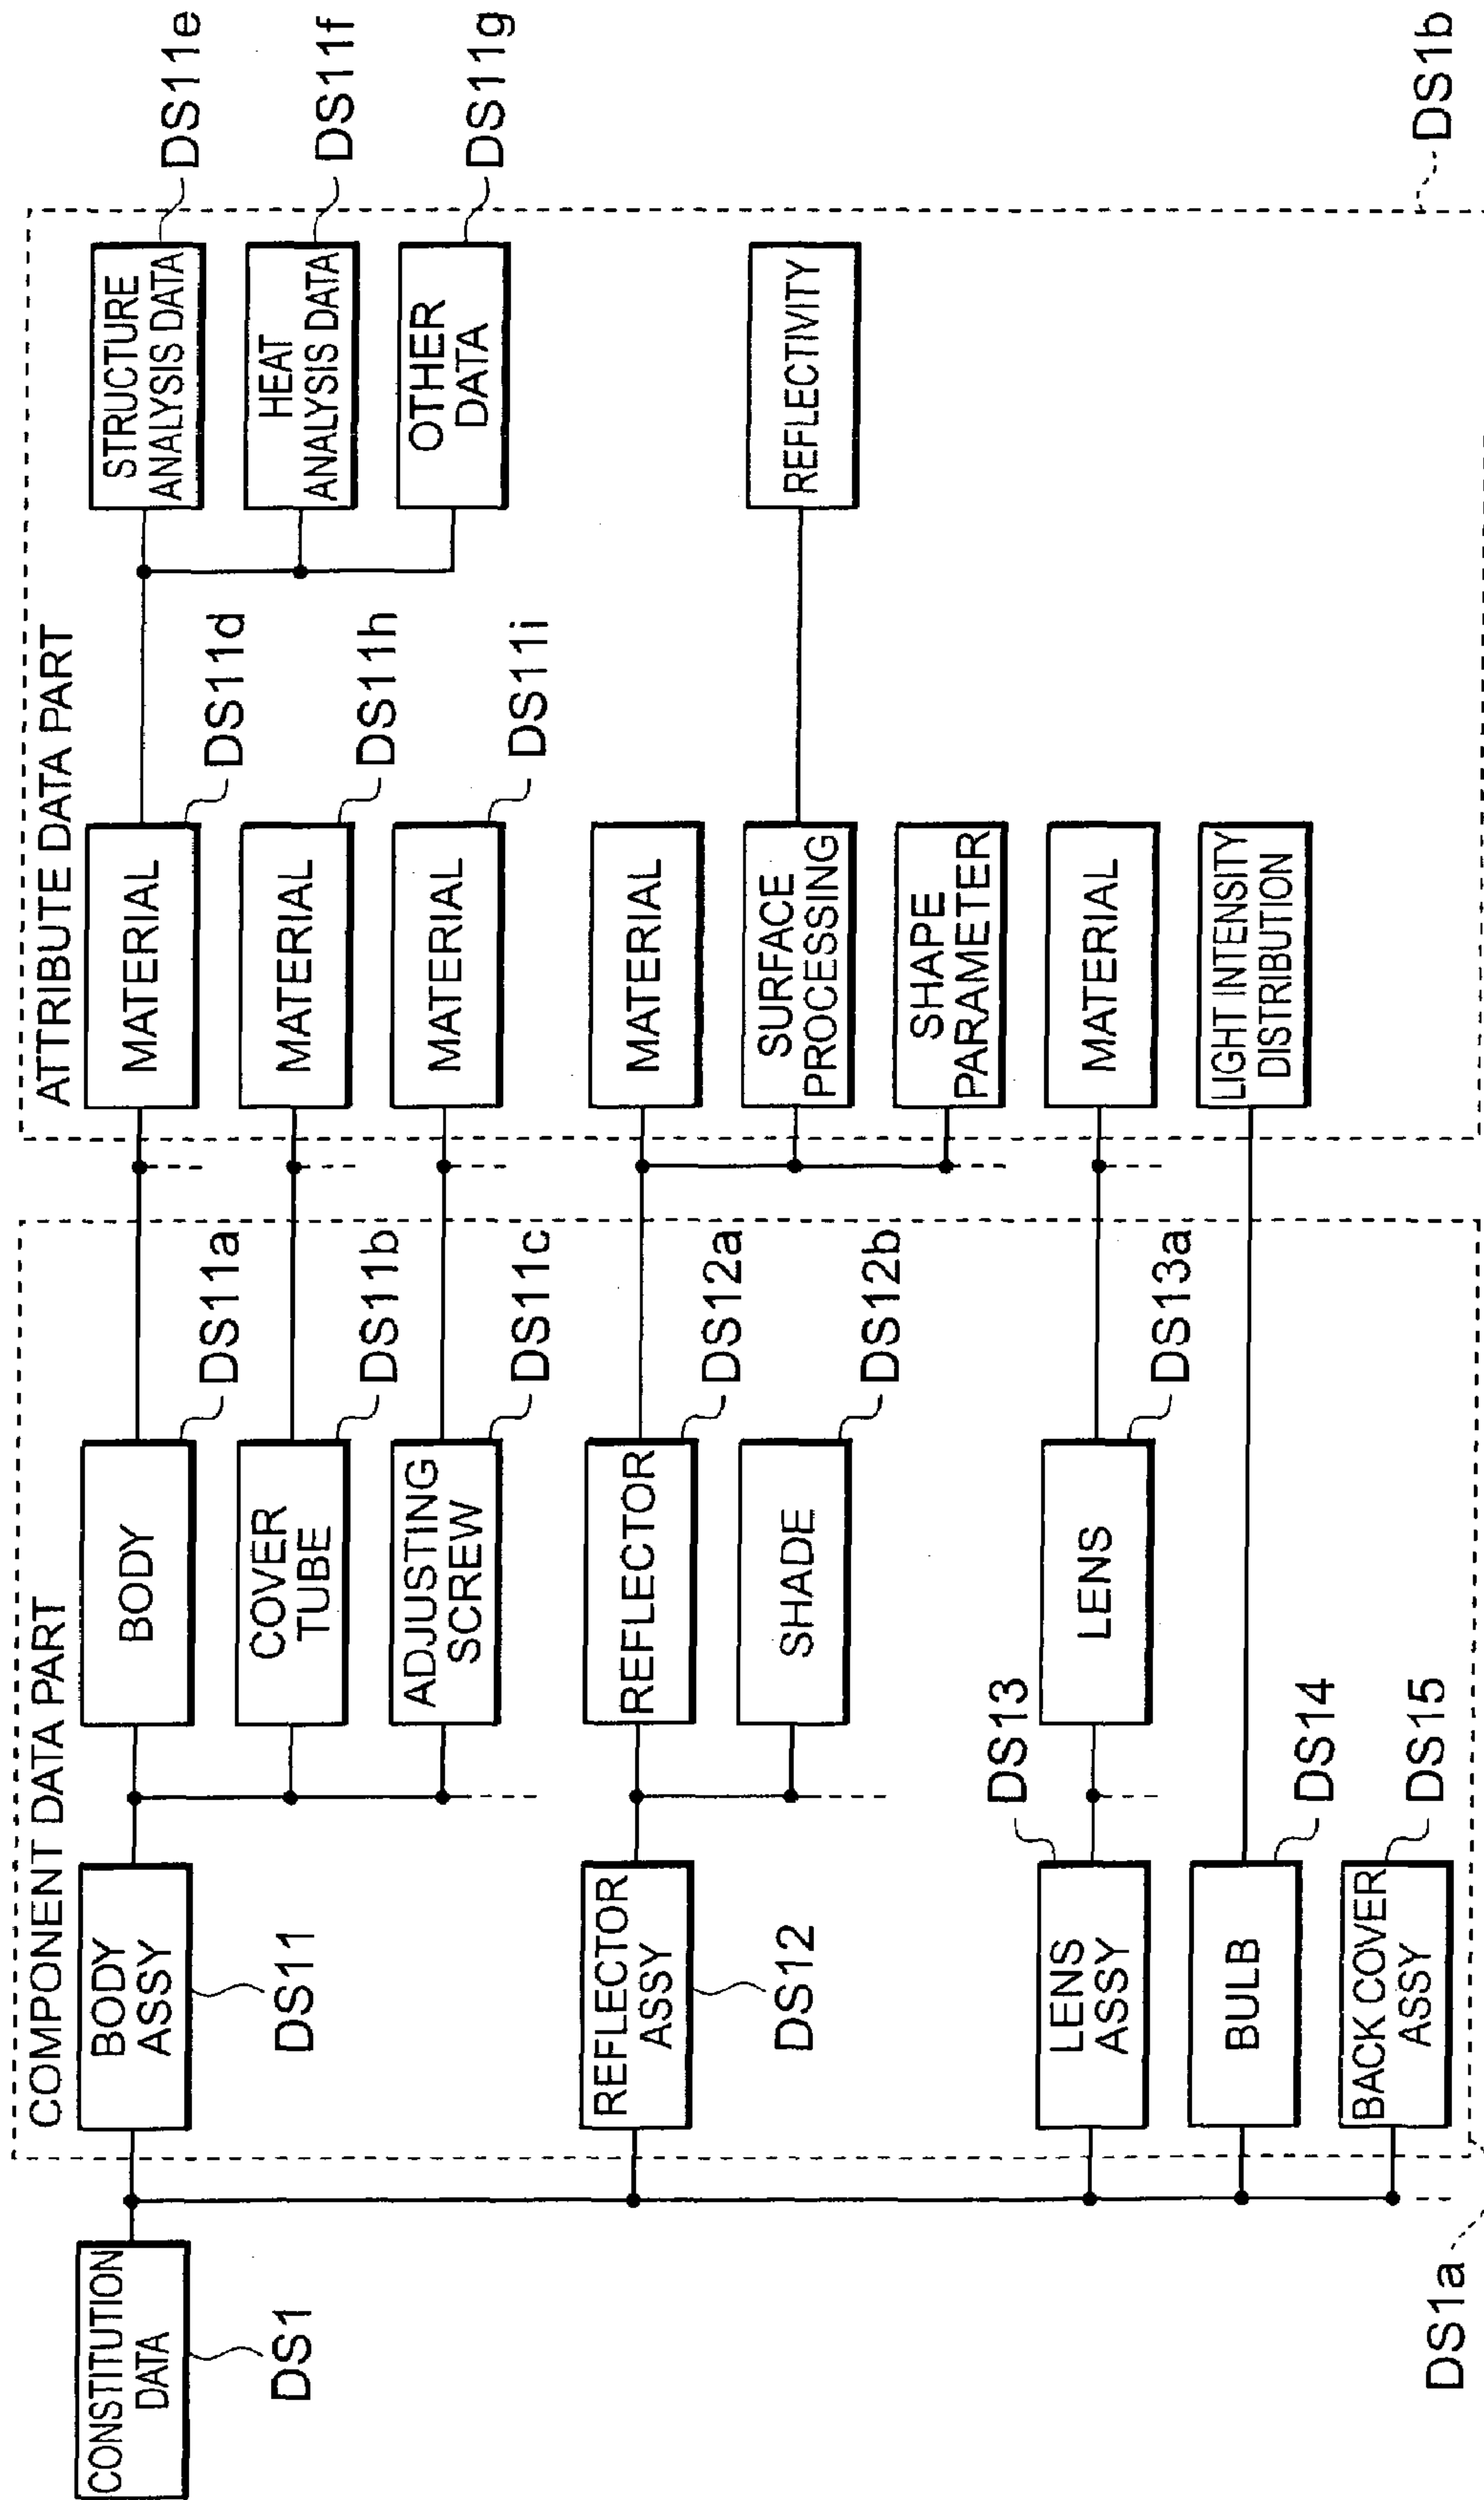 COMPONENT DATA PART
ATTRIBUTE DATA PART
CONSTITUTION
DATA
DS1
BODY
ASSY
DS11
BODY
DS11a
MATERIAL
DS11d
STRUCTURE
ANALYSIS DATA
DS11e
COVER
TUBE
DS11b
MATERIAL
DS11h
HEAT
ANALYSIS DATA
DS11f
ADJUSTING
SCREW
DS11c
MATERIAL
DS11i
OTHER
DATA
DS11g
REFLECTOR
ASSY
DS12
REFLECTOR
DS12a
MATERIAL
SHADE
DS12b
SURFACE
PROCESSING
REFLECTIVITY
SHAPE
PARAMETER
LENS
ASSY
DS13
LENS
DS13a
MATERIAL
BULB
DS14
LIGHT INTENSITY
DISTRIBUTION
BACK COVER
ASSY
DS15
DS1a
DS1b